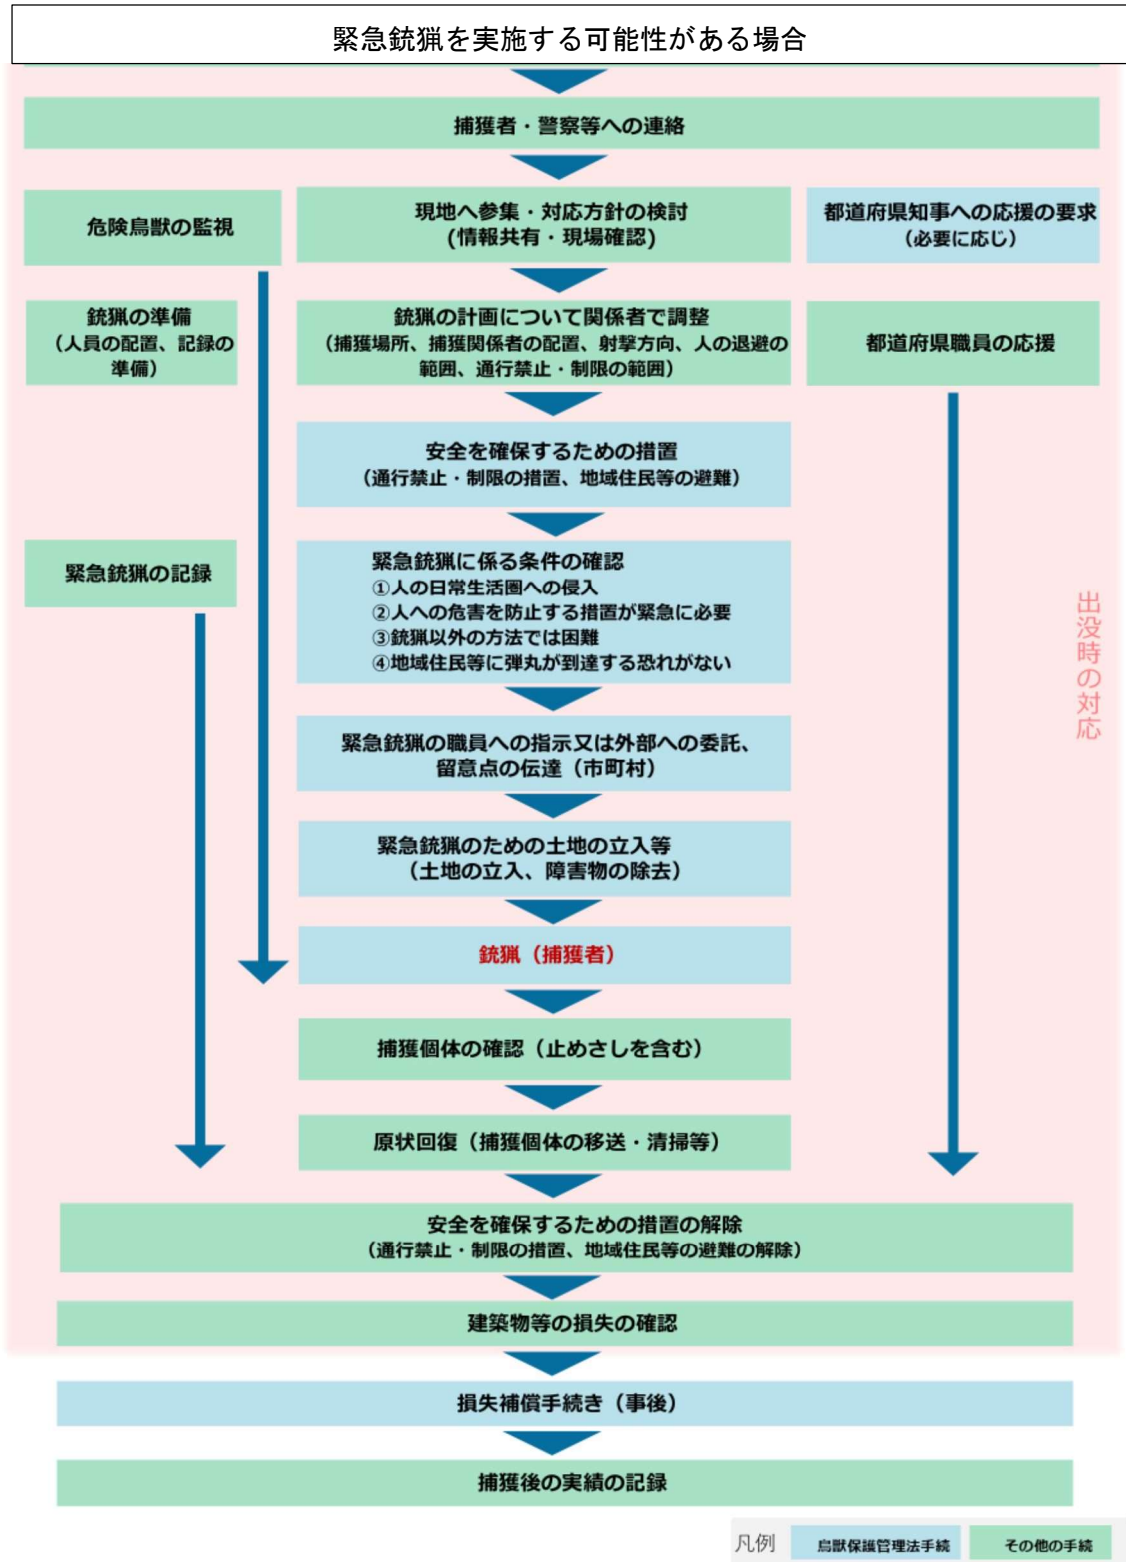 緊急銃猟を実施する可能性がある場合
捕獲者・警察等への連絡
危険鳥獣の監視
現地へ参集・対応方針の検討
(情報共有・現場確認)
都道府県知事への応援の要求
(必要に応じ)
銃猟の準備
(人員の配置、記録の
準備)
銃猟の計画について関係者で調整
(捕獲場所、捕獲関係者の配置、射撃方向、人の退避の
範囲、通行禁止・制限の範囲)
都道府県職員の応援
安全を確保するための措置
(通行禁止・制限の措置、地域住民等の避難)
緊急銃猟の記録
緊急銃猟に係る条件の確認
①人の日常生活圏への侵入
②人への危害を防止する措置が緊急に必要
③銃猟以外の方法では困難
④地域住民等に弾丸が到達する恐れがない
出没時の対応
緊急銃猟の職員への指示又は外部への委託、
留意点の伝達（市町村）
緊急銃猟のための土地の立入等
（土地の立入、障害物の除去）
銃猟（捕獲者）
捕獲個体の確認（止めさしを含む）
原状回復（捕獲個体の移送・清掃等）
安全を確保するための措置の解除
（通行禁止・制限の措置、地域住民等の避難の解除）
建築物等の損失の確認
損失補償手続き（事後）
捕獲後の実績の記録
凡例
鳥獣保護管理法手続
その他の手続